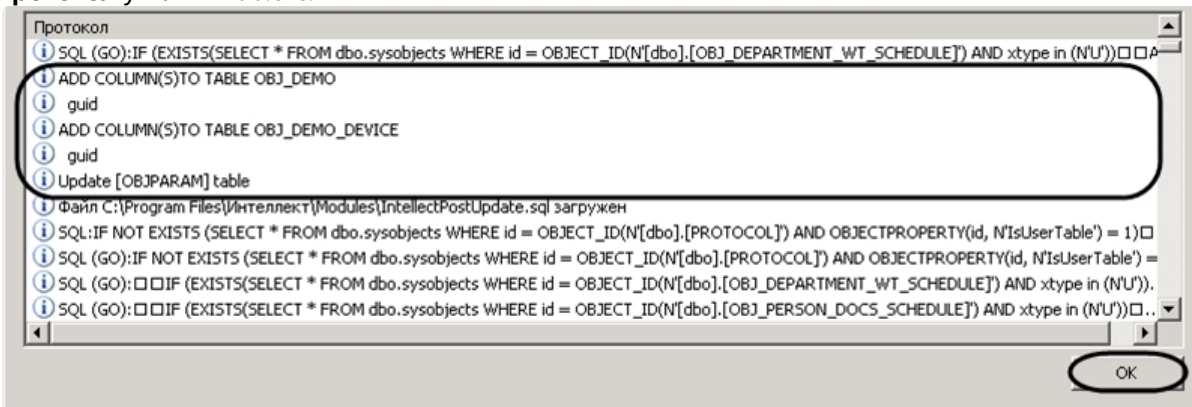 Протокол
SQL (GO):IF (EXISTS(SELECT * FROM dbo.sysobjects WHERE id = OBJECT_ID(N'[dbo].[OBJ_DEPARTMENT_WT_SCHEDULE]') AND xtype in (N'U'))□□A
ADD COLUMN(S)TO TABLE OBJ_DEMO
guid
ADD COLUMN(S)TO TABLE OBJ_DEMO_DEVICE
guid
Update [OBJPARAM] table
Файл C:\Program Files\Интеллект\Modules\IntellectPostUpdate.sql загружен
SQL:IF NOT EXISTS (SELECT * FROM dbo.sysobjects WHERE id = OBJECT_ID(N'[dbo].[PROTOCOL]') AND OBJECTPROPERTY(id, N'IsUserTable') = 1)□
SQL (GO):IF NOT EXISTS (SELECT * FROM dbo.sysobjects WHERE id = OBJECT_ID(N'[dbo].[PROTOCOL]') AND OBJECTPROPERTY(id, N'IsUserTable') =
SQL (GO):□□IF (EXISTS(SELECT * FROM dbo.sysobjects WHERE id = OBJECT_ID(N'[dbo].[OBJ_DEPARTMENT_WT_SCHEDULE]') AND xtype in (N'U')).
SQL (GO):□□IF (EXISTS(SELECT * FROM dbo.sysobjects WHERE id = OBJECT_ID(N'[dbo].[OBJ_PERSON_DOCS_SCHEDULE]') AND xtype in (N'U'))□..
OK